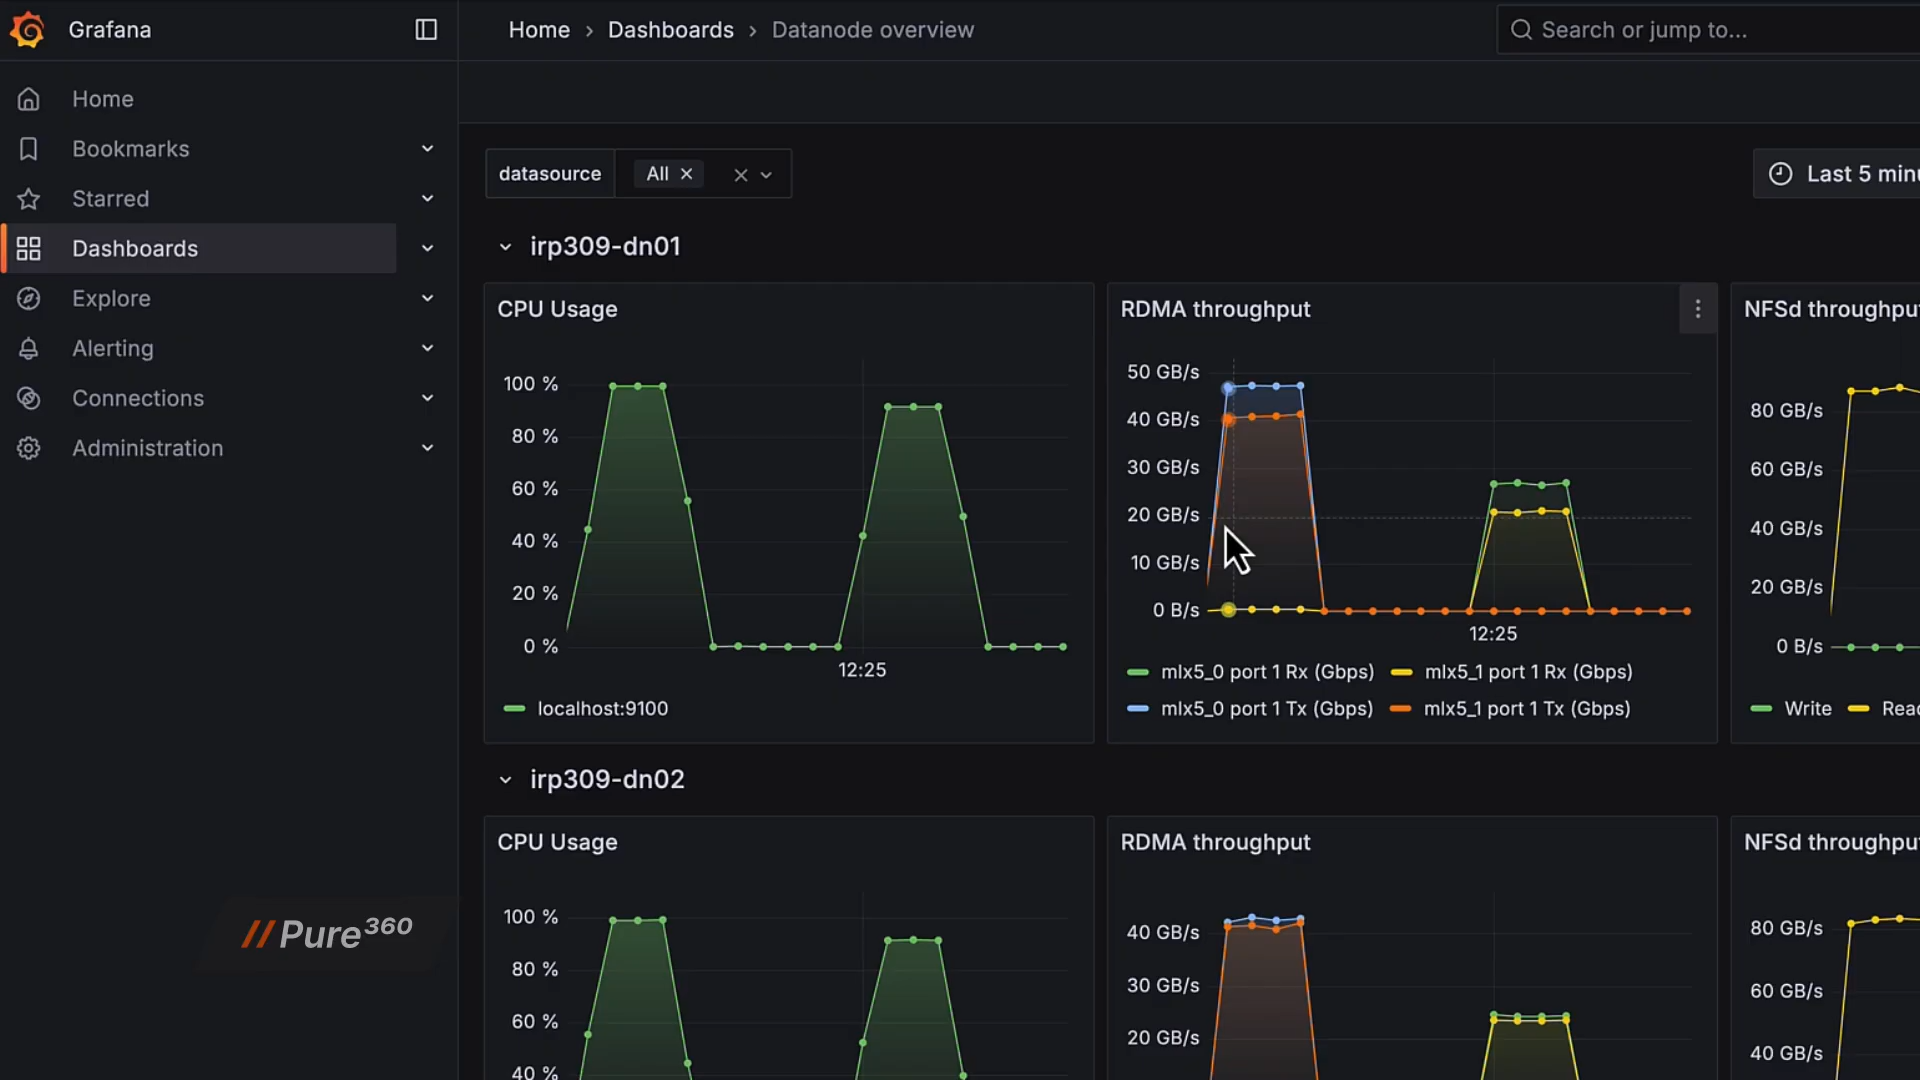 Grafana
Home
Dashboards
Datanode overview
Search or jump to...
Home
Bookmarks
Starred
Dashboards
Explore
Alerting
Connections
Administration
datasource
All
Last 5 minu
irp309-dn01
CPU Usage
100 %
80 %
60 %
40 %
20 %
0 %
12:25
localhost:9100
RDMA throughput
50 GB/s
40 GB/s
30 GB/s
20 GB/s
10 GB/s
0 B/s
12:25
mlx5_0 port 1 Rx (Gbps)
mlx5_1 port 1 Rx (Gbps)
mlx5_0 port 1 Tx (Gbps)
mlx5_1 port 1 Tx (Gbps)
NFSd throughput
80 GB/s
60 GB/s
40 GB/s
20 GB/s
0 B/s
Write
Read
irp309-dn02
CPU Usage
100 %
80 %
60 %
40 %
RDMA throughput
40 GB/s
30 GB/s
20 GB/s
NFSd throughput
80 GB/s
60 GB/s
40 GB/s
//Pure360